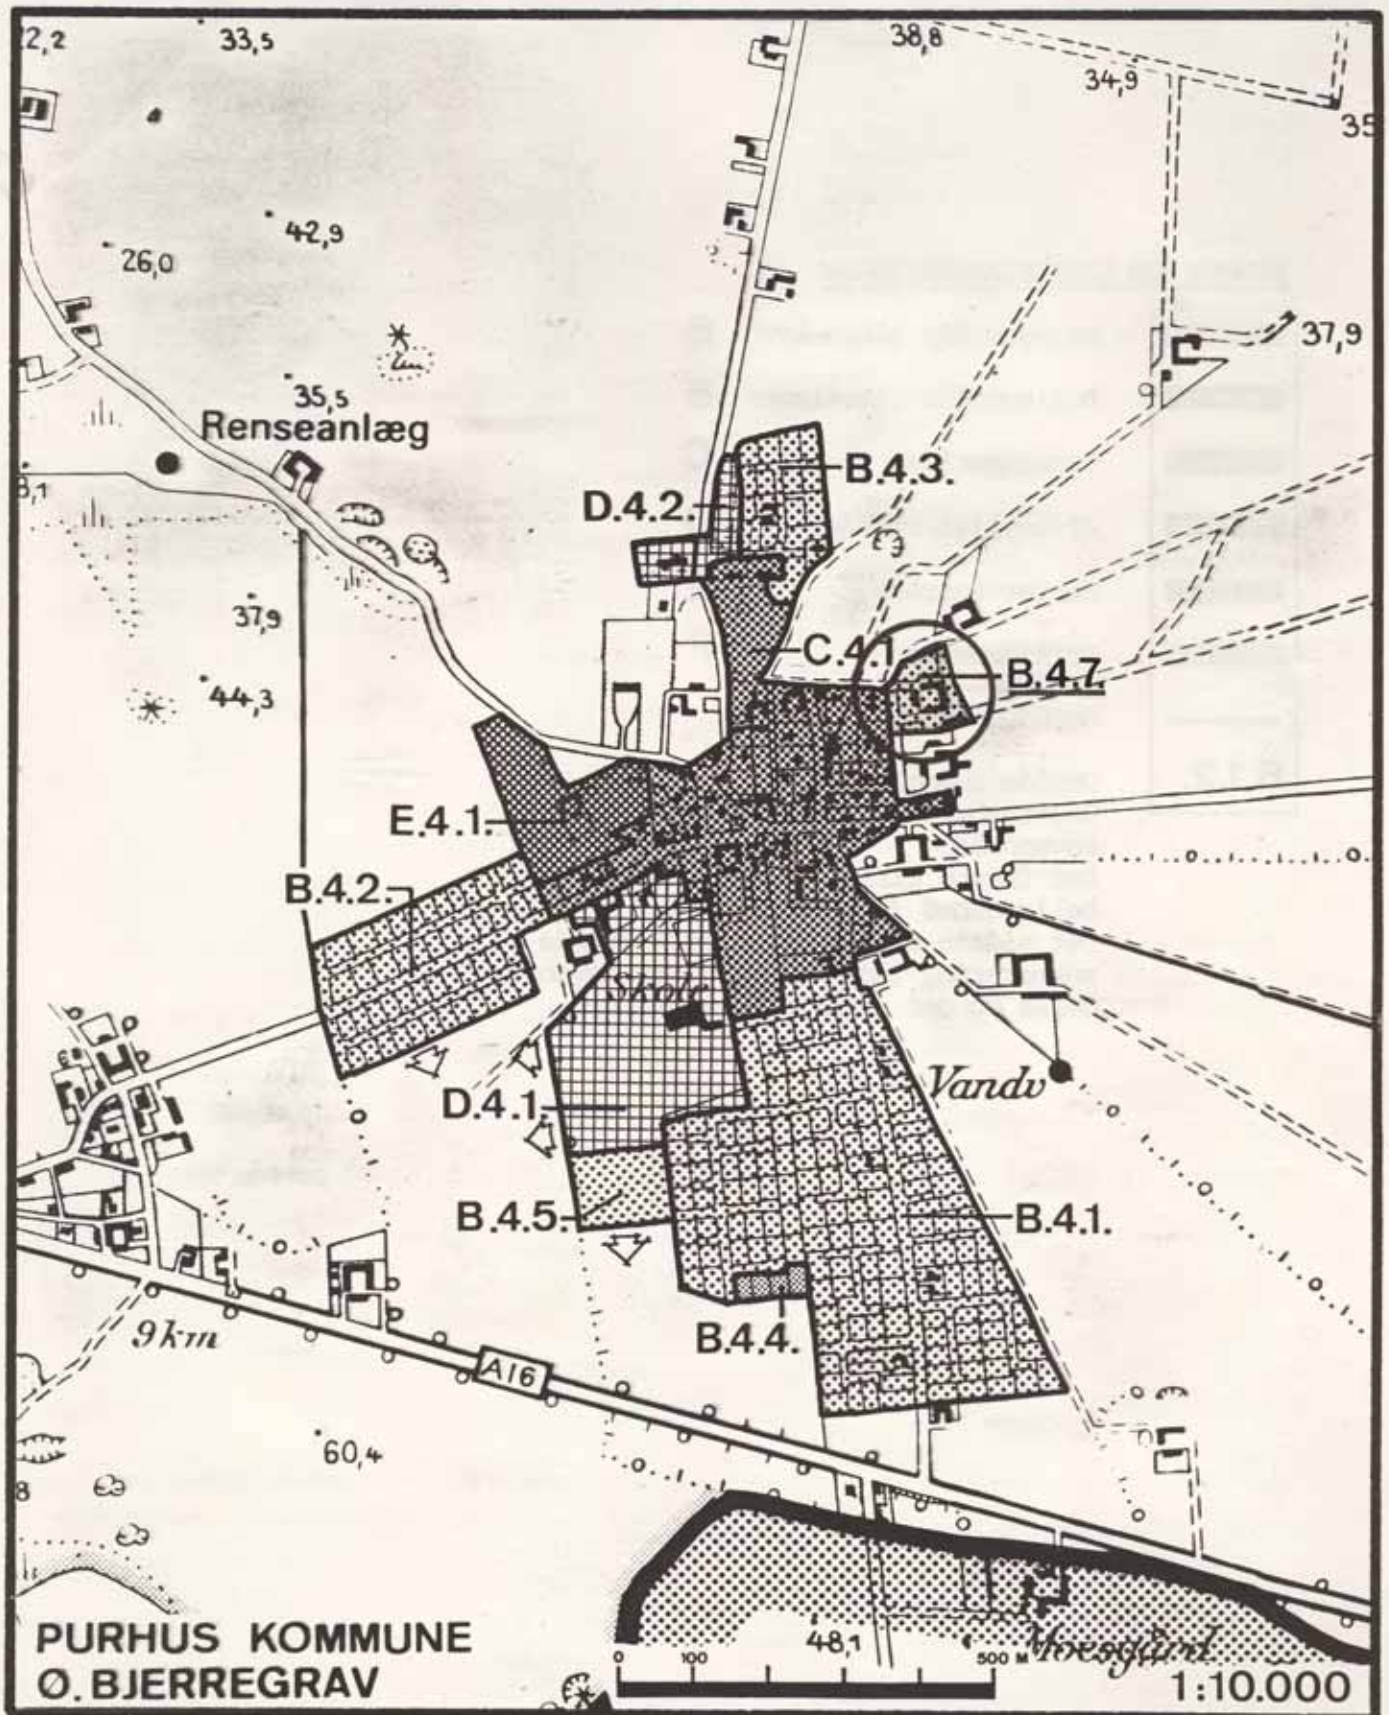 33,5
38,8
34,9
35
42,9
26,0
37,9
35,5
Renseanlæg
B.4.3.
D.4.2.
37,9
C.4.1
B.4.7.
44,3
E.4.1.
B.4.2.
Skole
Vandv
D.4.1.
B.4.5.
B.4.1.
B.4.4.
9km
A16
60,4
8
48,1
Moesgård
PURHUS KOMMUNE
Ø. BJERREGRAV
0 100 500 M
1:10.000